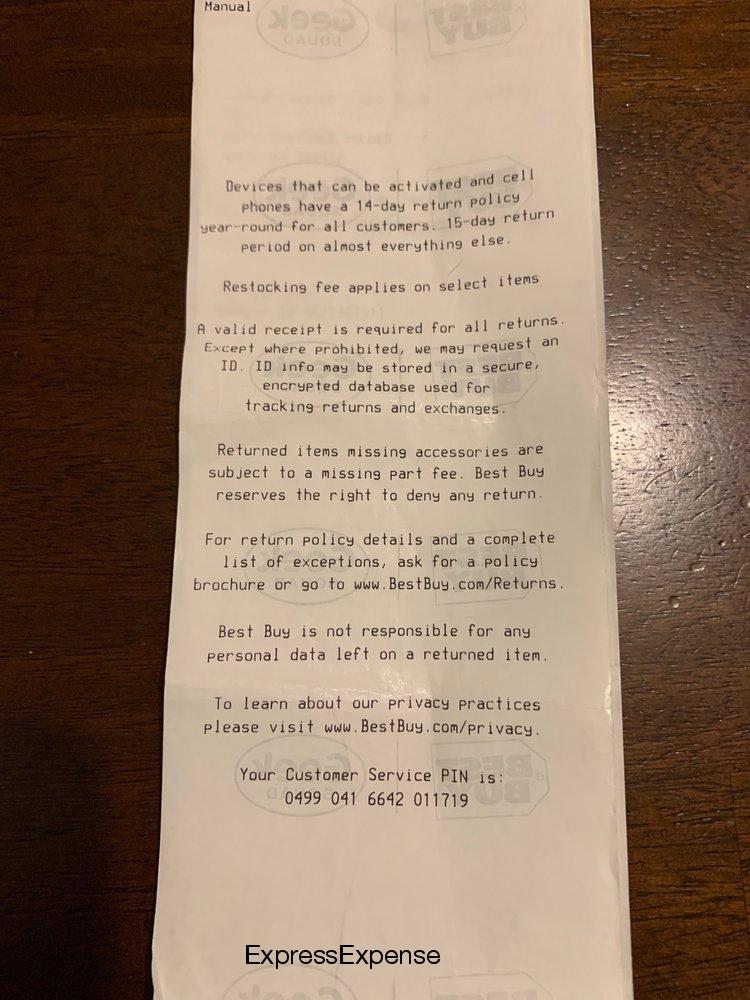 Manual
Devices that can be activated and cell
phones have a 14-day return policy
year-round for all customers. 15-day return
period on almost everything else.
Restocking fee applies on select items
A valid receipt is required for all returns.
Except where prohibited, we may request an
ID. ID info may be stored in a secure,
encrypted database used for
tracking returns and exchanges.
Returned items missing accessories are
subject to a missing part fee. Best Buy
reserves the right to deny any return.
For return policy details and a complete
list of exceptions, ask for a policy
brochure or go to www.BestBuy.com/Returns.
Best Buy is not responsible for any
personal data left on a returned item.
To learn about our privacy practices
please visit www.BestBuy.com/privacy.
Your Customer Service PIN is:
0499 041 6642 011719
ExpressExpense